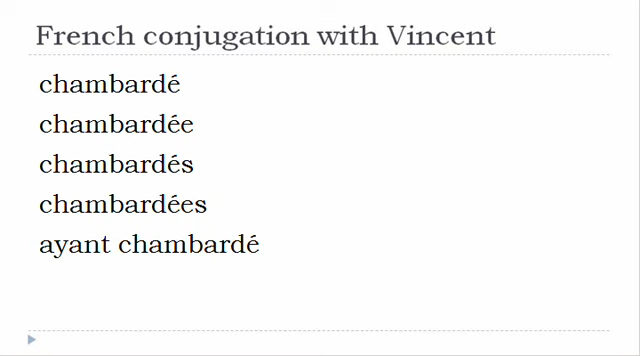 French conjugation with Vincent
chambardé
chambardée
chambardés
chambardées
ayant chambardé